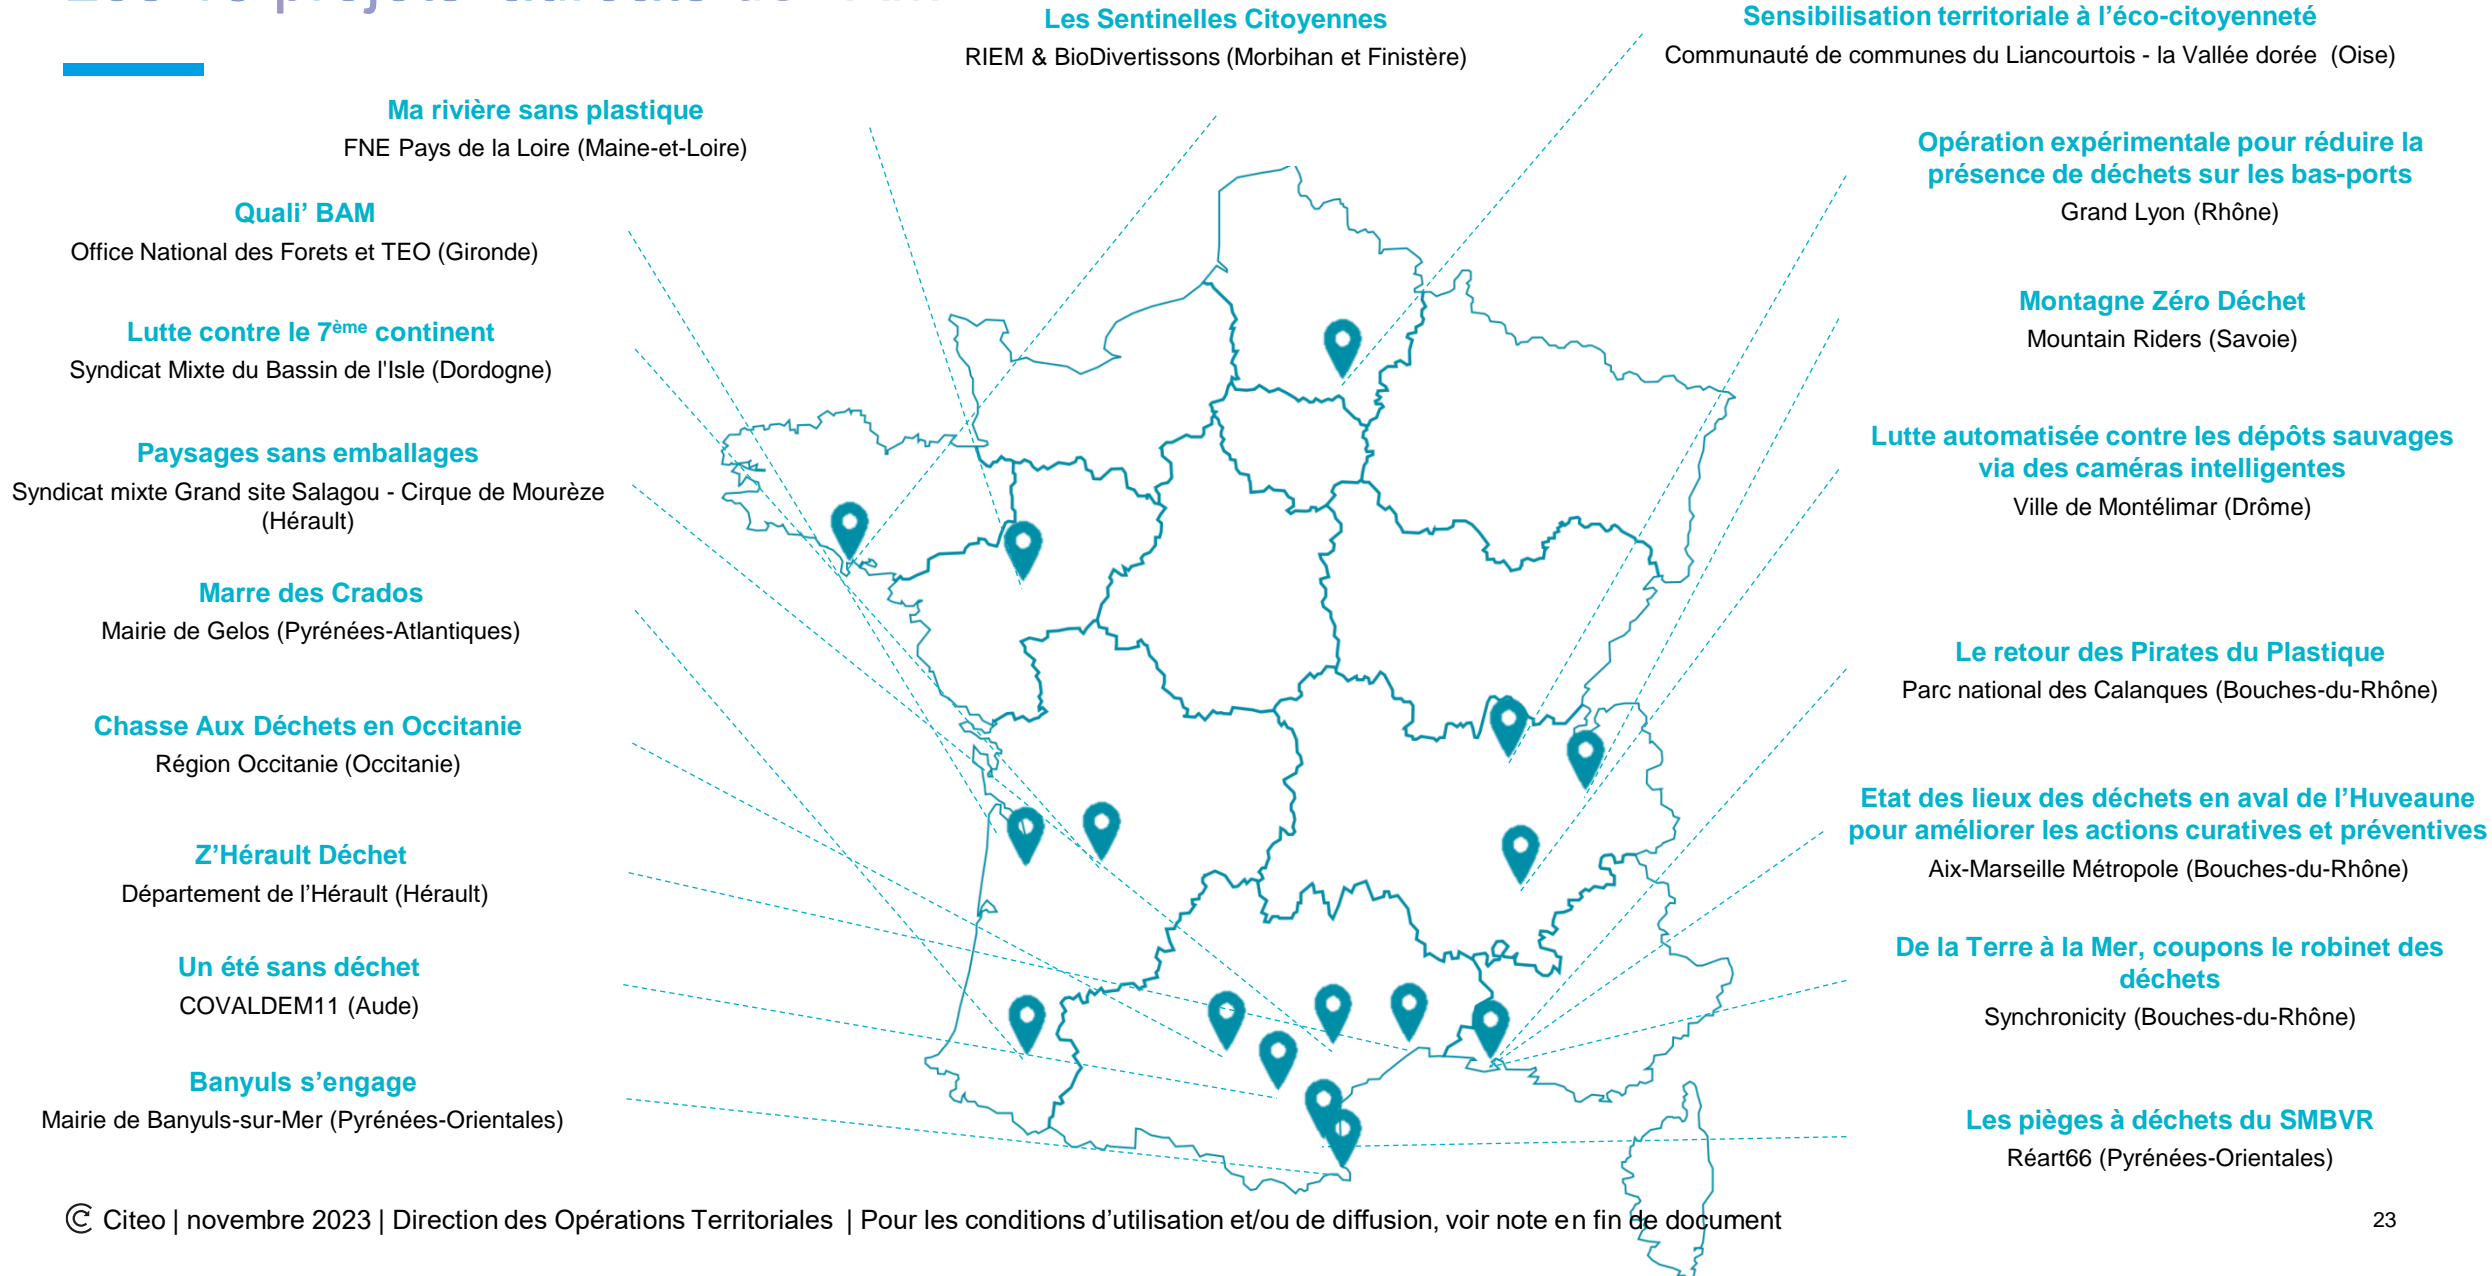 Les Sentinelles Citoyennes
RIEM & BioDivertissons (Morbihan et Finistère)
Sensibilisation territoriale à l’éco-citoyenneté
Communauté de communes du Liancourtois - la Vallée dorée (Oise)
Ma rivière sans plastique
FNE Pays de la Loire (Maine-et-Loire)
Quali’ BAM
Office National des Forets et TEO (Gironde)
Lutte contre le 7ème continent
Syndicat Mixte du Bassin de l'Isle (Dordogne)
Paysages sans emballages
Syndicat mixte Grand site Salagou - Cirque de Mourèze
(Hérault)
Marre des Crados
Mairie de Gelos (Pyrénées-Atlantiques)
Chasse Aux Déchets en Occitanie
Région Occitanie (Occitanie)
Z’Hérault Déchet
Département de l’Hérault (Hérault)
Un été sans déchet
COVALDEM11 (Aude)
Banyuls s’engage
Mairie de Banyuls-sur-Mer (Pyrénées-Orientales)
Opération expérimentale pour réduire la
présence de déchets sur les bas-ports
Grand Lyon (Rhône)
Montagne Zéro Déchet
Mountain Riders (Savoie)
Lutte automatisée contre les dépôts sauvages
via des caméras intelligentes
Ville de Montélimar (Drôme)
Le retour des Pirates du Plastique
Parc national des Calanques (Bouches-du-Rhône)
Etat des lieux des déchets en aval de l’Huveaune
pour améliorer les actions curatives et préventives
Aix-Marseille Métropole (Bouches-du-Rhône)
De la Terre à la Mer, coupons le robinet des
déchets
Synchronicity (Bouches-du-Rhône)
Les pièges à déchets du SMBVR
Réart66 (Pyrénées-Orientales)
Citeo | novembre 2023 | Direction des Opérations Territoriales | Pour les conditions d’utilisation et/ou de diffusion, voir note en fin de document
23